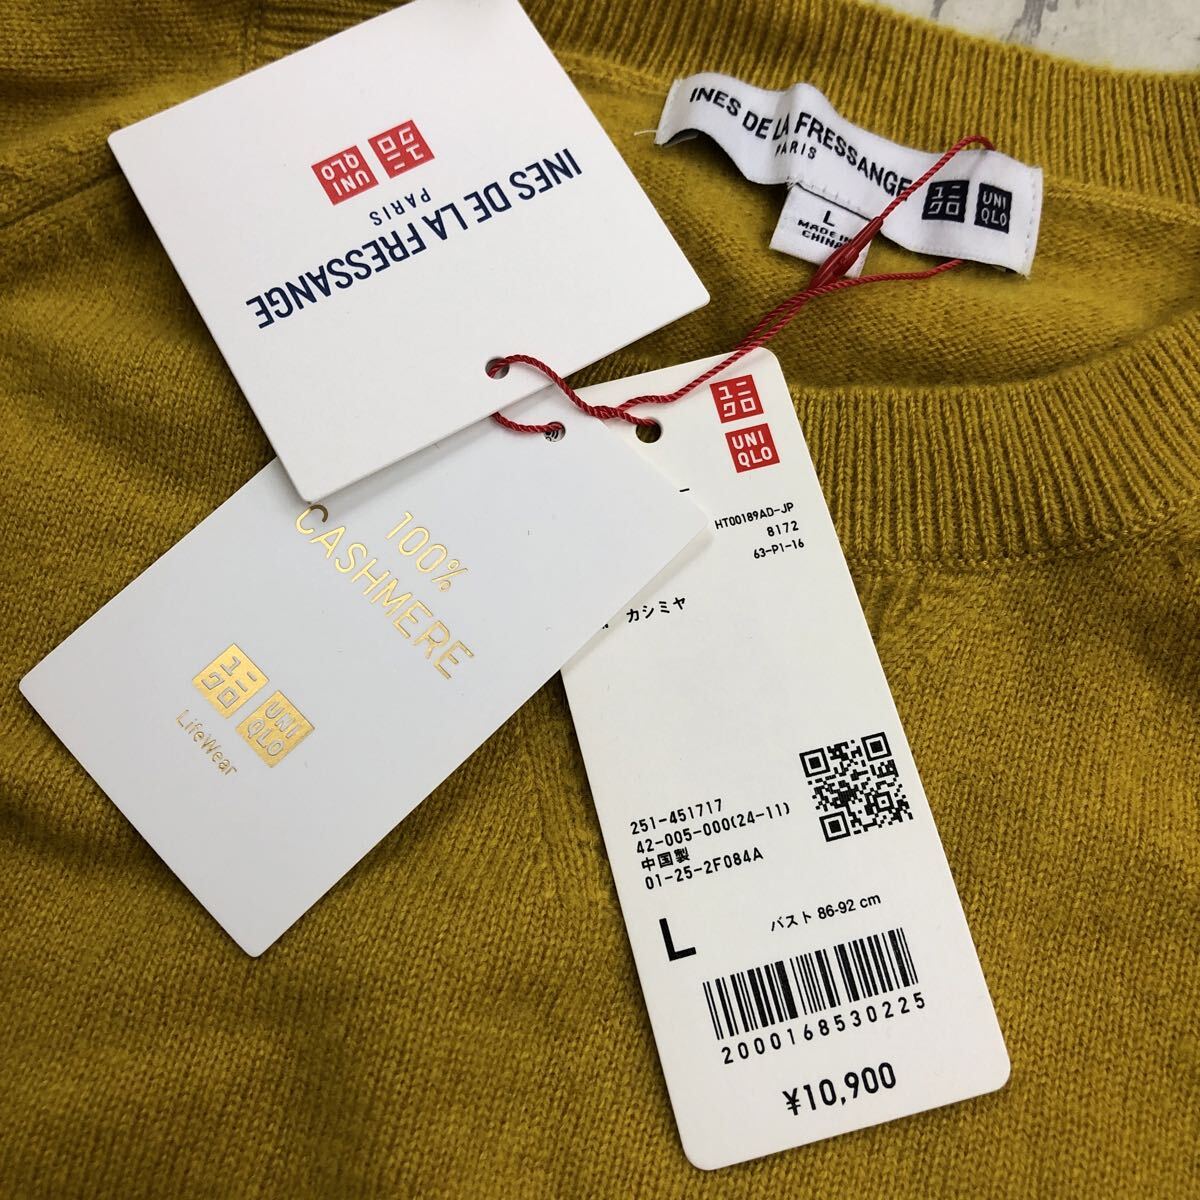 INES DE LA FRESSANGE
PARIS
ユニ
クロ
UNI
QLO
INES DE LA FRESSANGE
PARIS
ユニ
クロ
UNI
QLO
L
MADE IN
CHINA
100%
CASHMERE
ユニ
クロ
UNI
QLO
LifeWear
ユニ
クロ
UNI
QLO
HT00189AD-JP
8172
63-P1-16
カシミヤ
251-451717
42-005-000(24-11)
中国製
01-25-2F084A
L バスト 86-92 cm
2000168530225
¥10,900